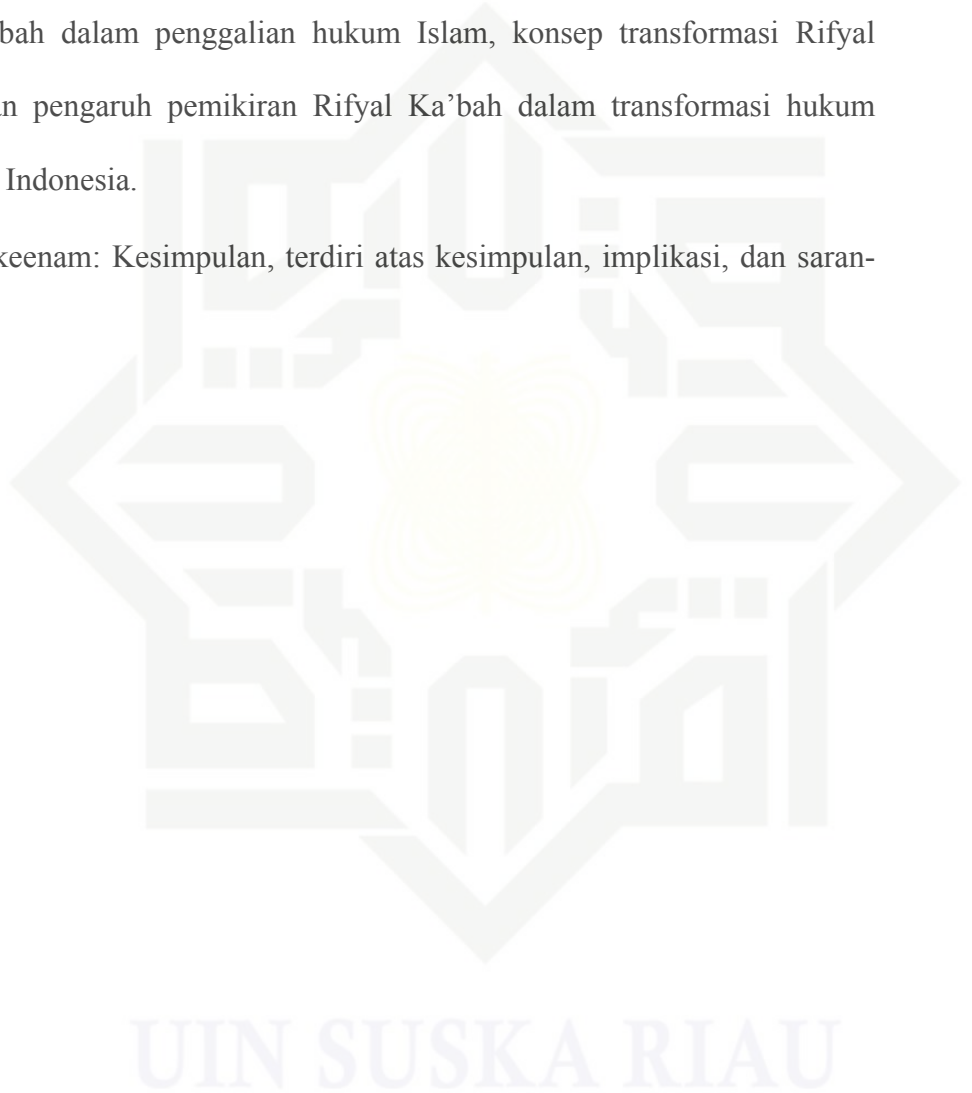 bah dalam penggalian hukum Islam, konsep transformasi Rifyal
n pengaruh pemikiran Rifyal Ka’bah dalam transformasi hukum
Indonesia.
keenam: Kesimpulan, terdiri atas kesimpulan, implikasi, dan saran-
UIN SUSKA RIAU